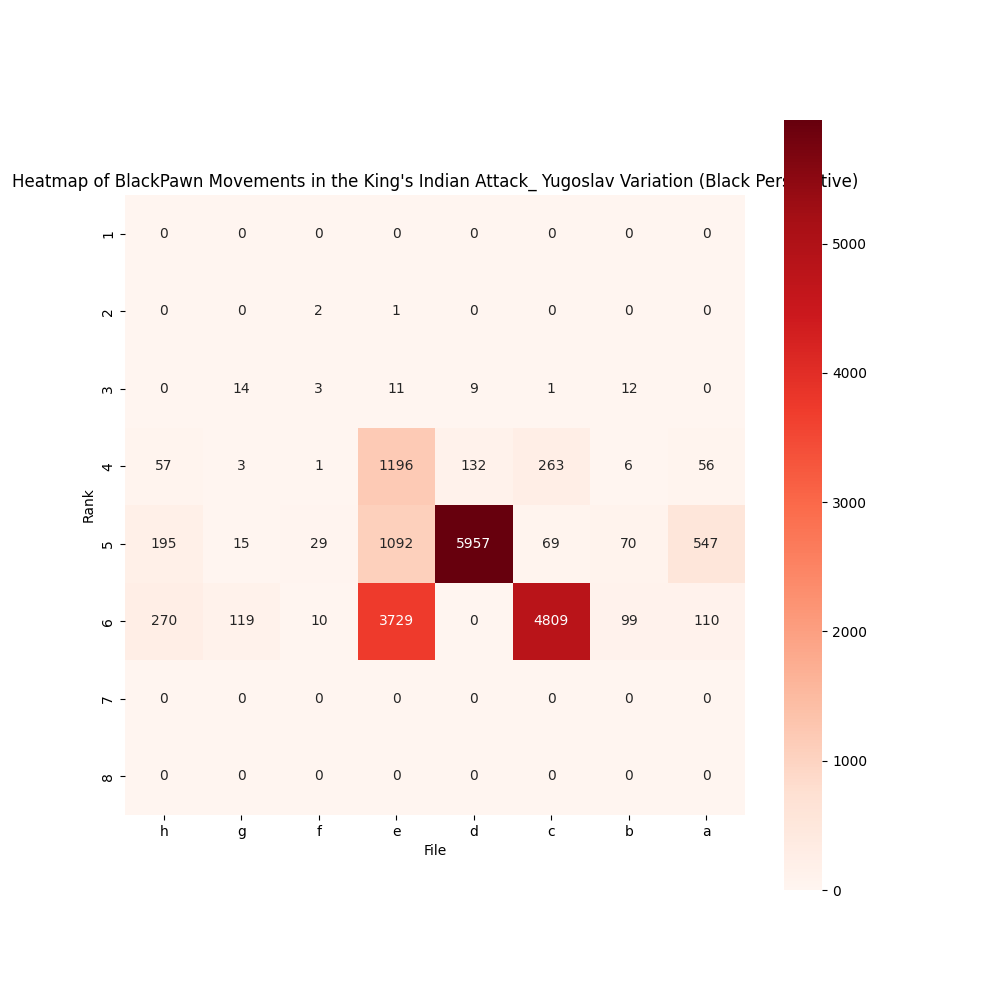 Heatmap of BlackPawn Movements in the King's Indian Attack_ Yugoslav Variation (Black Pers tive)
5000
4000
3000
2000
1000
0
Rank
1 0 0 0 0 0 0 0 0
2 0 0 2 1 0 0 0 0
3 0 14 3 11 9 1 12 0
4 57 3 1 1196 132 263 6 56
5 195 15 29 1092 5957 69 70 547
6 270 119 10 3729 0 4809 99 110
7 0 0 0 0 0 0 0 0
8 0 0 0 0 0 0 0 0
h g f e d c b a
File